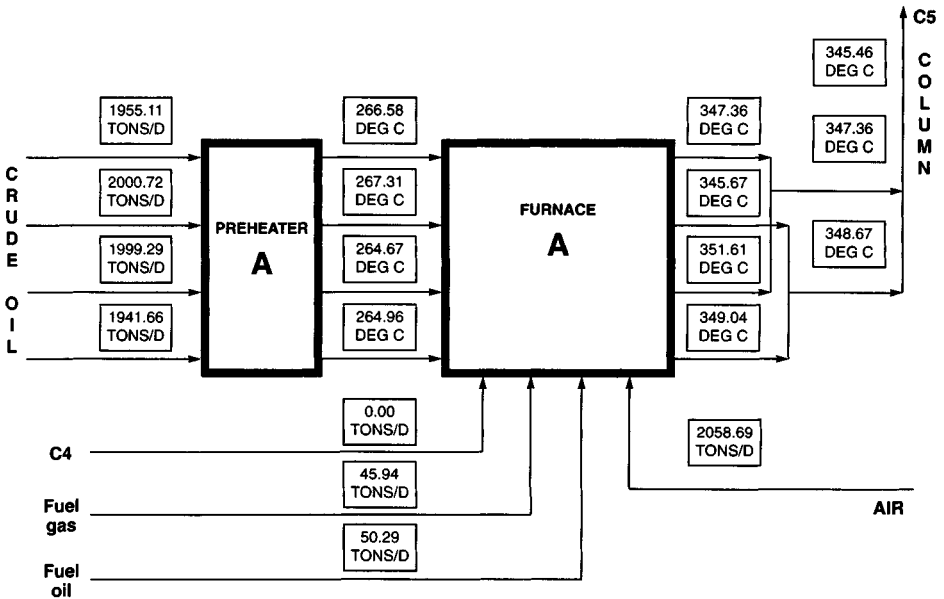 C5
COLUMN
345.46
DEG C
1955.11
TONS/D
266.58
DEG C
347.36
DEG C
347.36
DEG C
CRUDE OIL
2000.72
TONS/D
267.31
DEG C
345.67
DEG C
PREHEATER
A
FURNACE
A
1999.29
TONS/D
264.67
DEG C
351.61
DEG C
348.67
DEG C
1941.66
TONS/D
264.96
DEG C
349.04
DEG C
0.00
TONS/D
C4
2058.69
TONS/D
45.94
TONS/D
Fuel
gas
AIR
50.29
TONS/D
Fuel
oil